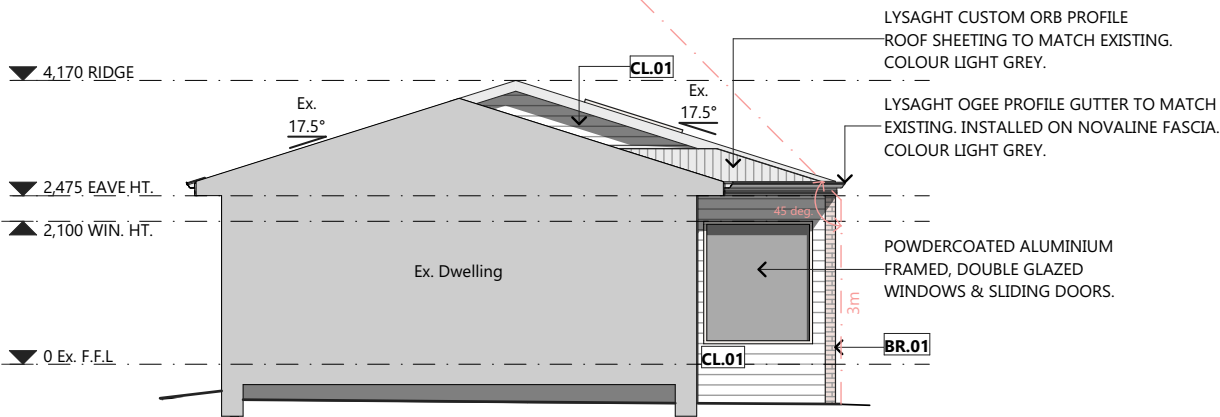 LYSAGHT CUSTOM ORB PROFILE
ROOF SHEETING TO MATCH EXISTING.
COLOUR LIGHT GREY.
4,170 RIDGE
CL.01
Ex.
17.5°
Ex.
17.5°
LYSAGHT OGEE PROFILE GUTTER TO MATCH
EXISTING. INSTALLED ON NOVALINE FASCIA.
COLOUR LIGHT GREY.
2,475 EAVE HT.
45 deg.
2,100 WIN. HT.
Ex. Dwelling
POWDERCOATED ALUMINIUM
FRAMED, DOUBLE GLAZED
WINDOWS & SLIDING DOORS.
3m
0 Ex. F.F.L
CL.01
BR.01